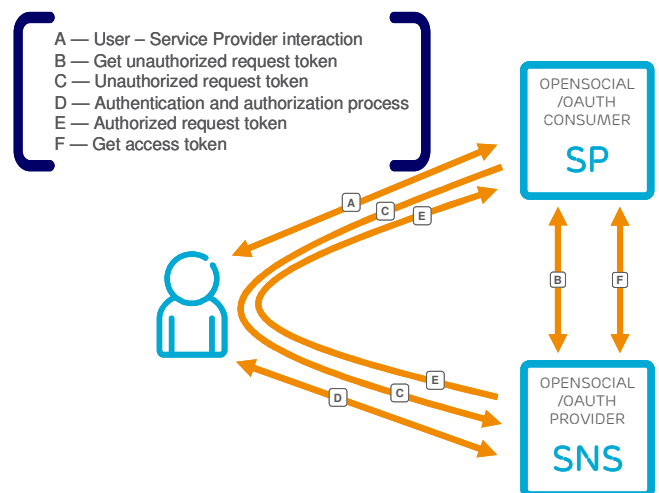 A — User – Service Provider interaction
B — Get unauthorized request token
C — Unauthorized request token
D — Authentication and authorization process
E — Authorized request token
F — Get access token
OPENSOCIAL
/OAUTH
CONSUMER
SP
A
C
E
B
F
E
C
D
OPENSOCIAL
/OAUTH
PROVIDER
SNS